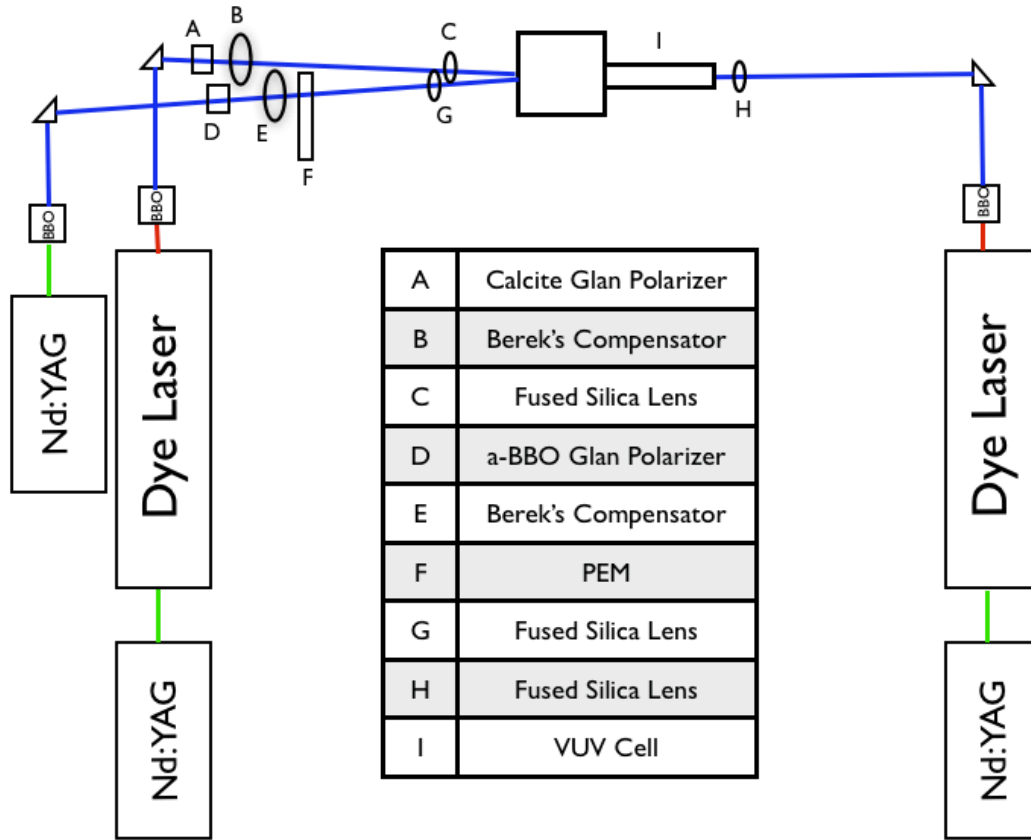 B
A
C
I
D
E
G
H
F
BBO
BBO
BBO
Nd:YAG
Dye Laser
Dye Laser
Nd:YAG
Nd:YAG
A Calcite Glan Polarizer
B Berek's Compensator
C Fused Silica Lens
D a-BBO Glan Polarizer
E Berek's Compensator
F PEM
G Fused Silica Lens
H Fused Silica Lens
I VUV Cell